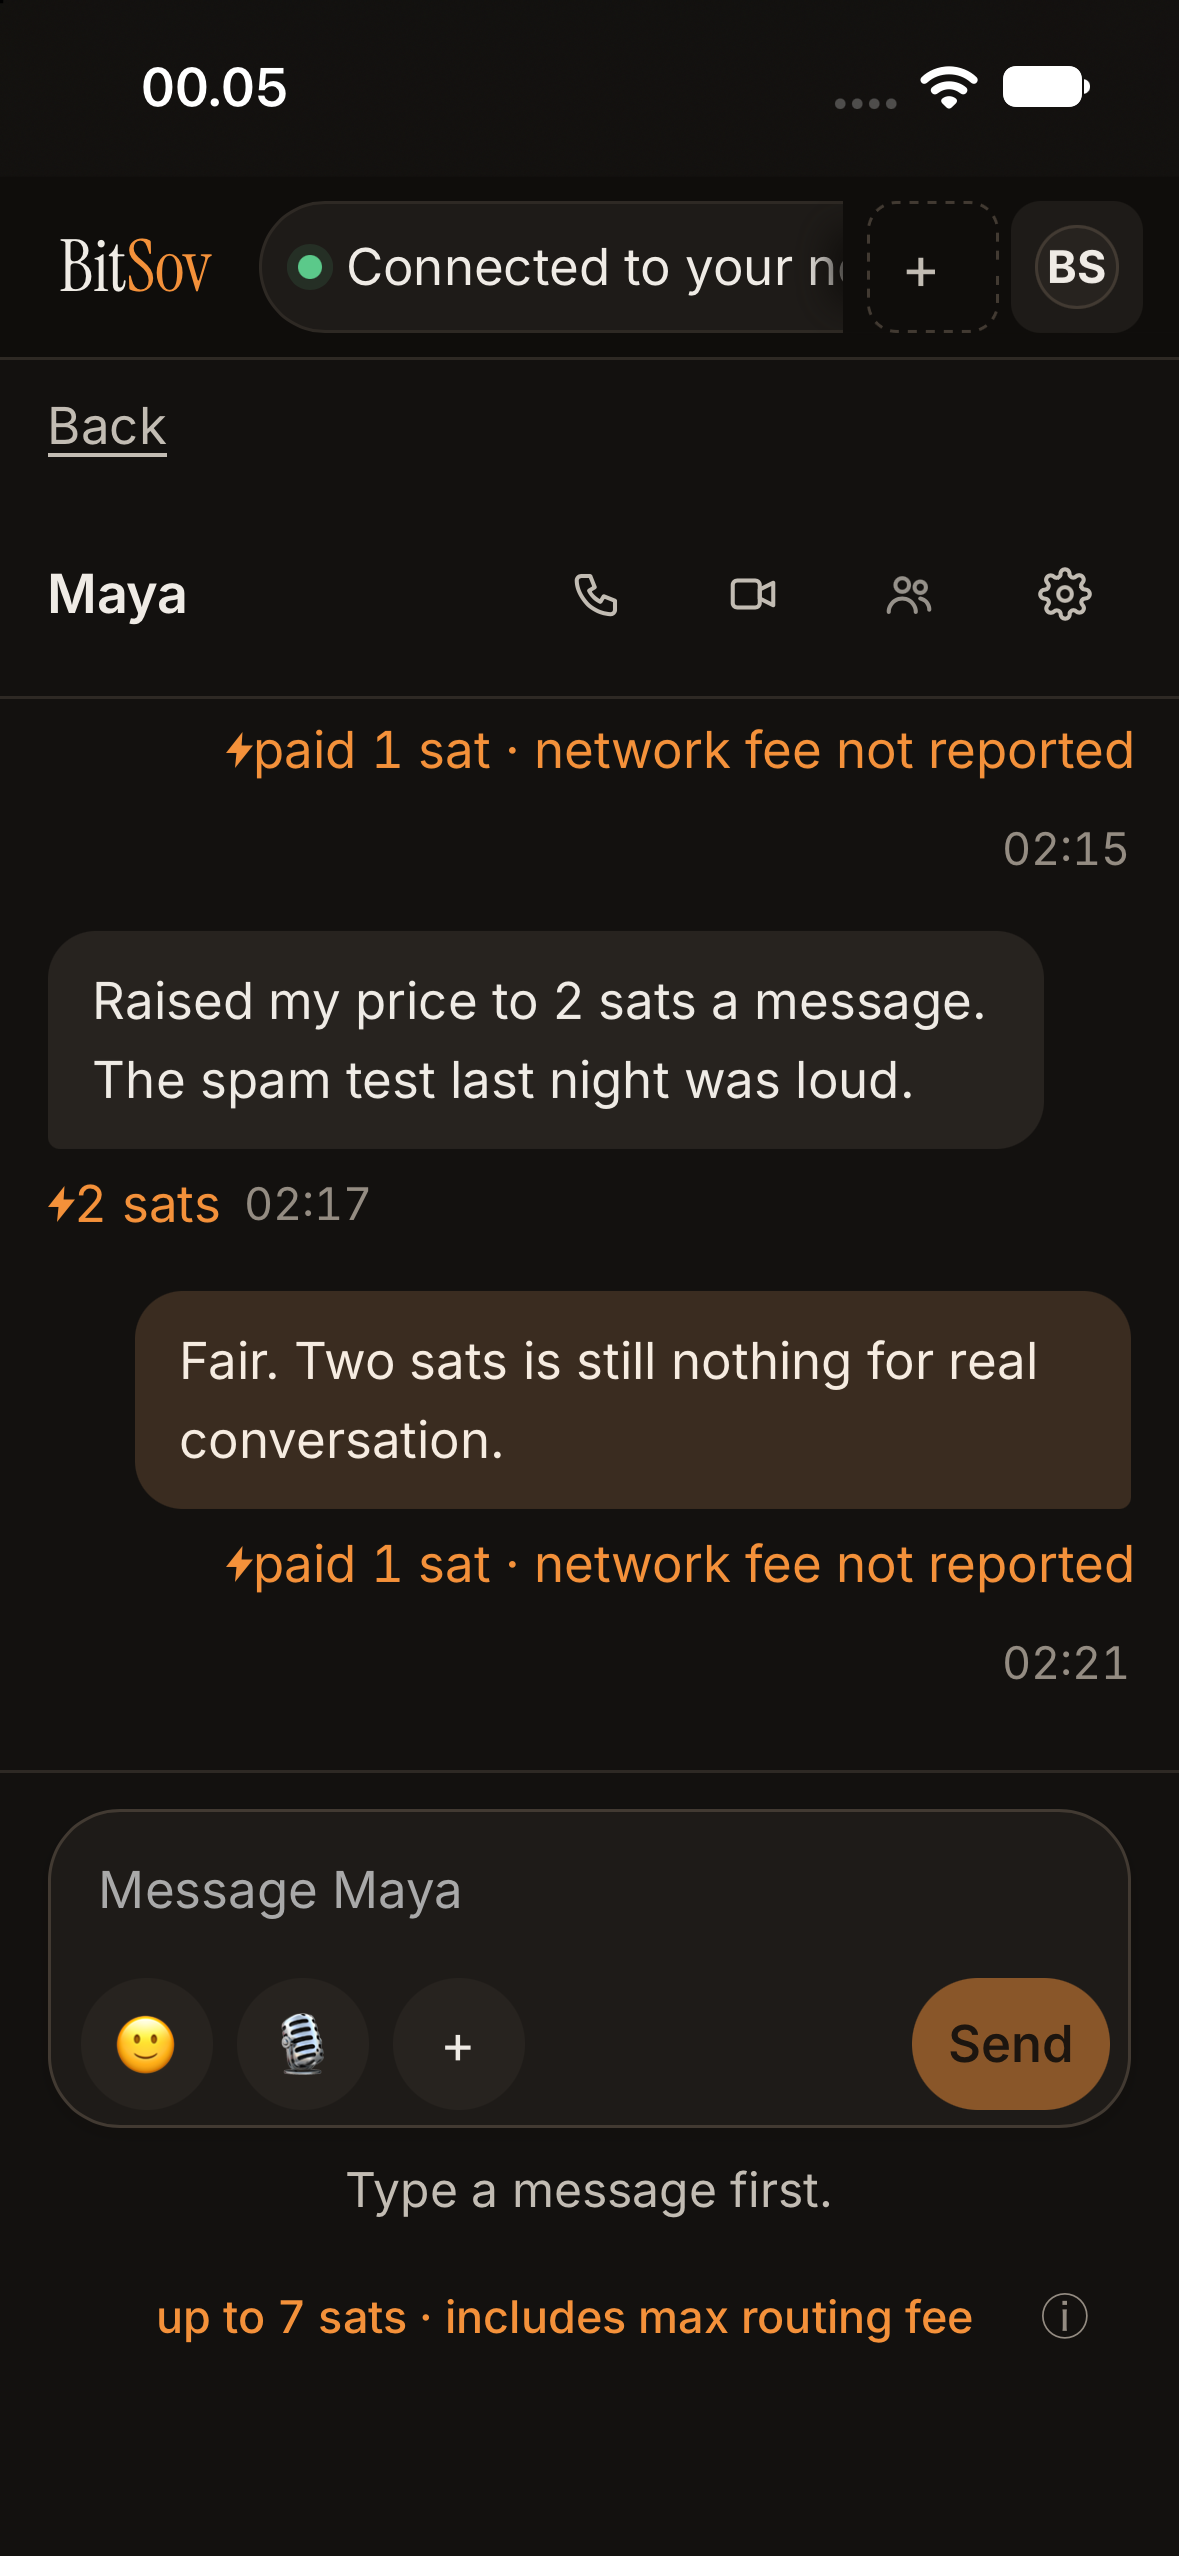 00.05
BitSov
Connected to your
+
BS
Back
Maya
paid 1 sat · network fee not reported
02:15
Raised my price to 2 sats a message.
The spam test last night was loud.
2 sats 02:17
Fair. Two sats is still nothing for real
conversation.
paid 1 sat · network fee not reported
02:21
Message Maya
+
Send
Type a message first.
up to 7 sats · includes max routing fee